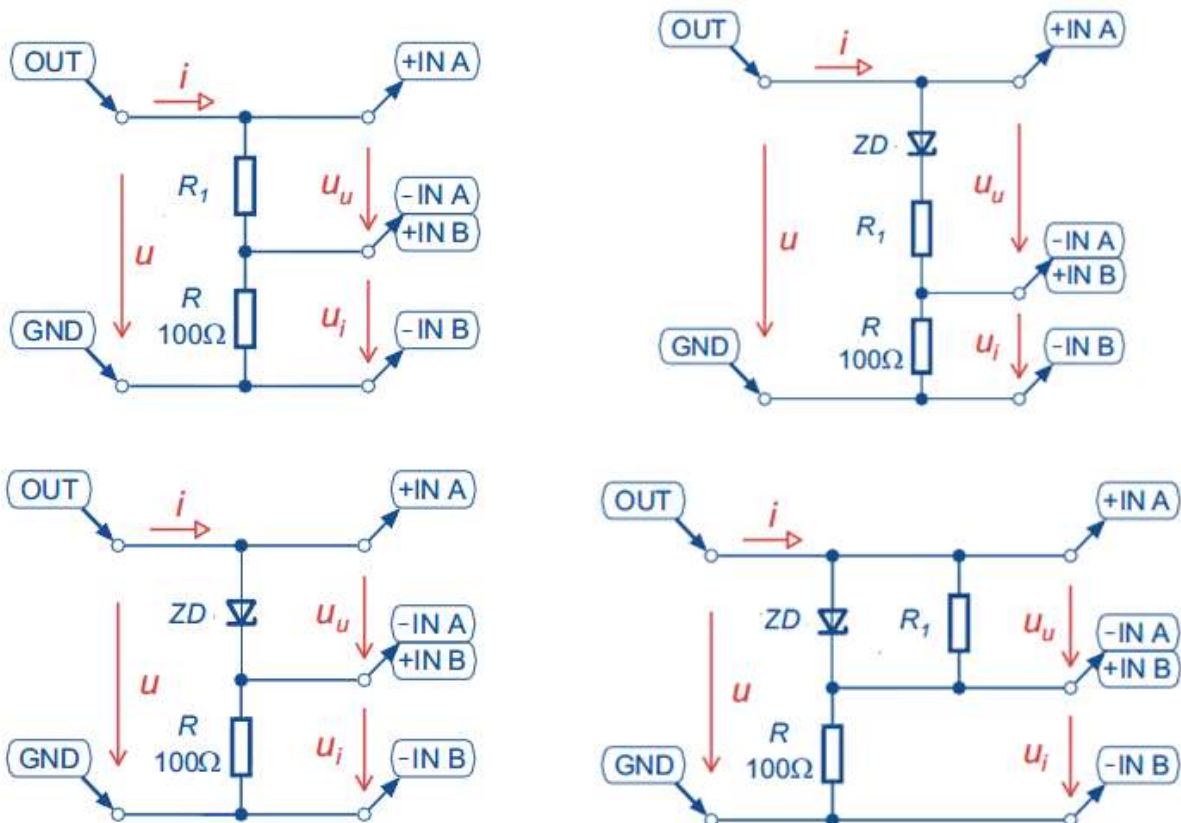 OUT
i
+IN A
R1
uu
-IN A
+IN B
u
R
100Ω
ui
GND
-IN B
OUT
i
+IN A
ZD
uu
R1
u
-IN A
+IN B
R
100Ω
ui
GND
-IN B
OUT
i
+IN A
ZD
uu
-IN A
+IN B
u
R
100Ω
ui
GND
-IN B
OUT
i
+IN A
ZD
R1
uu
-IN A
+IN B
u
R
100Ω
ui
GND
-IN B